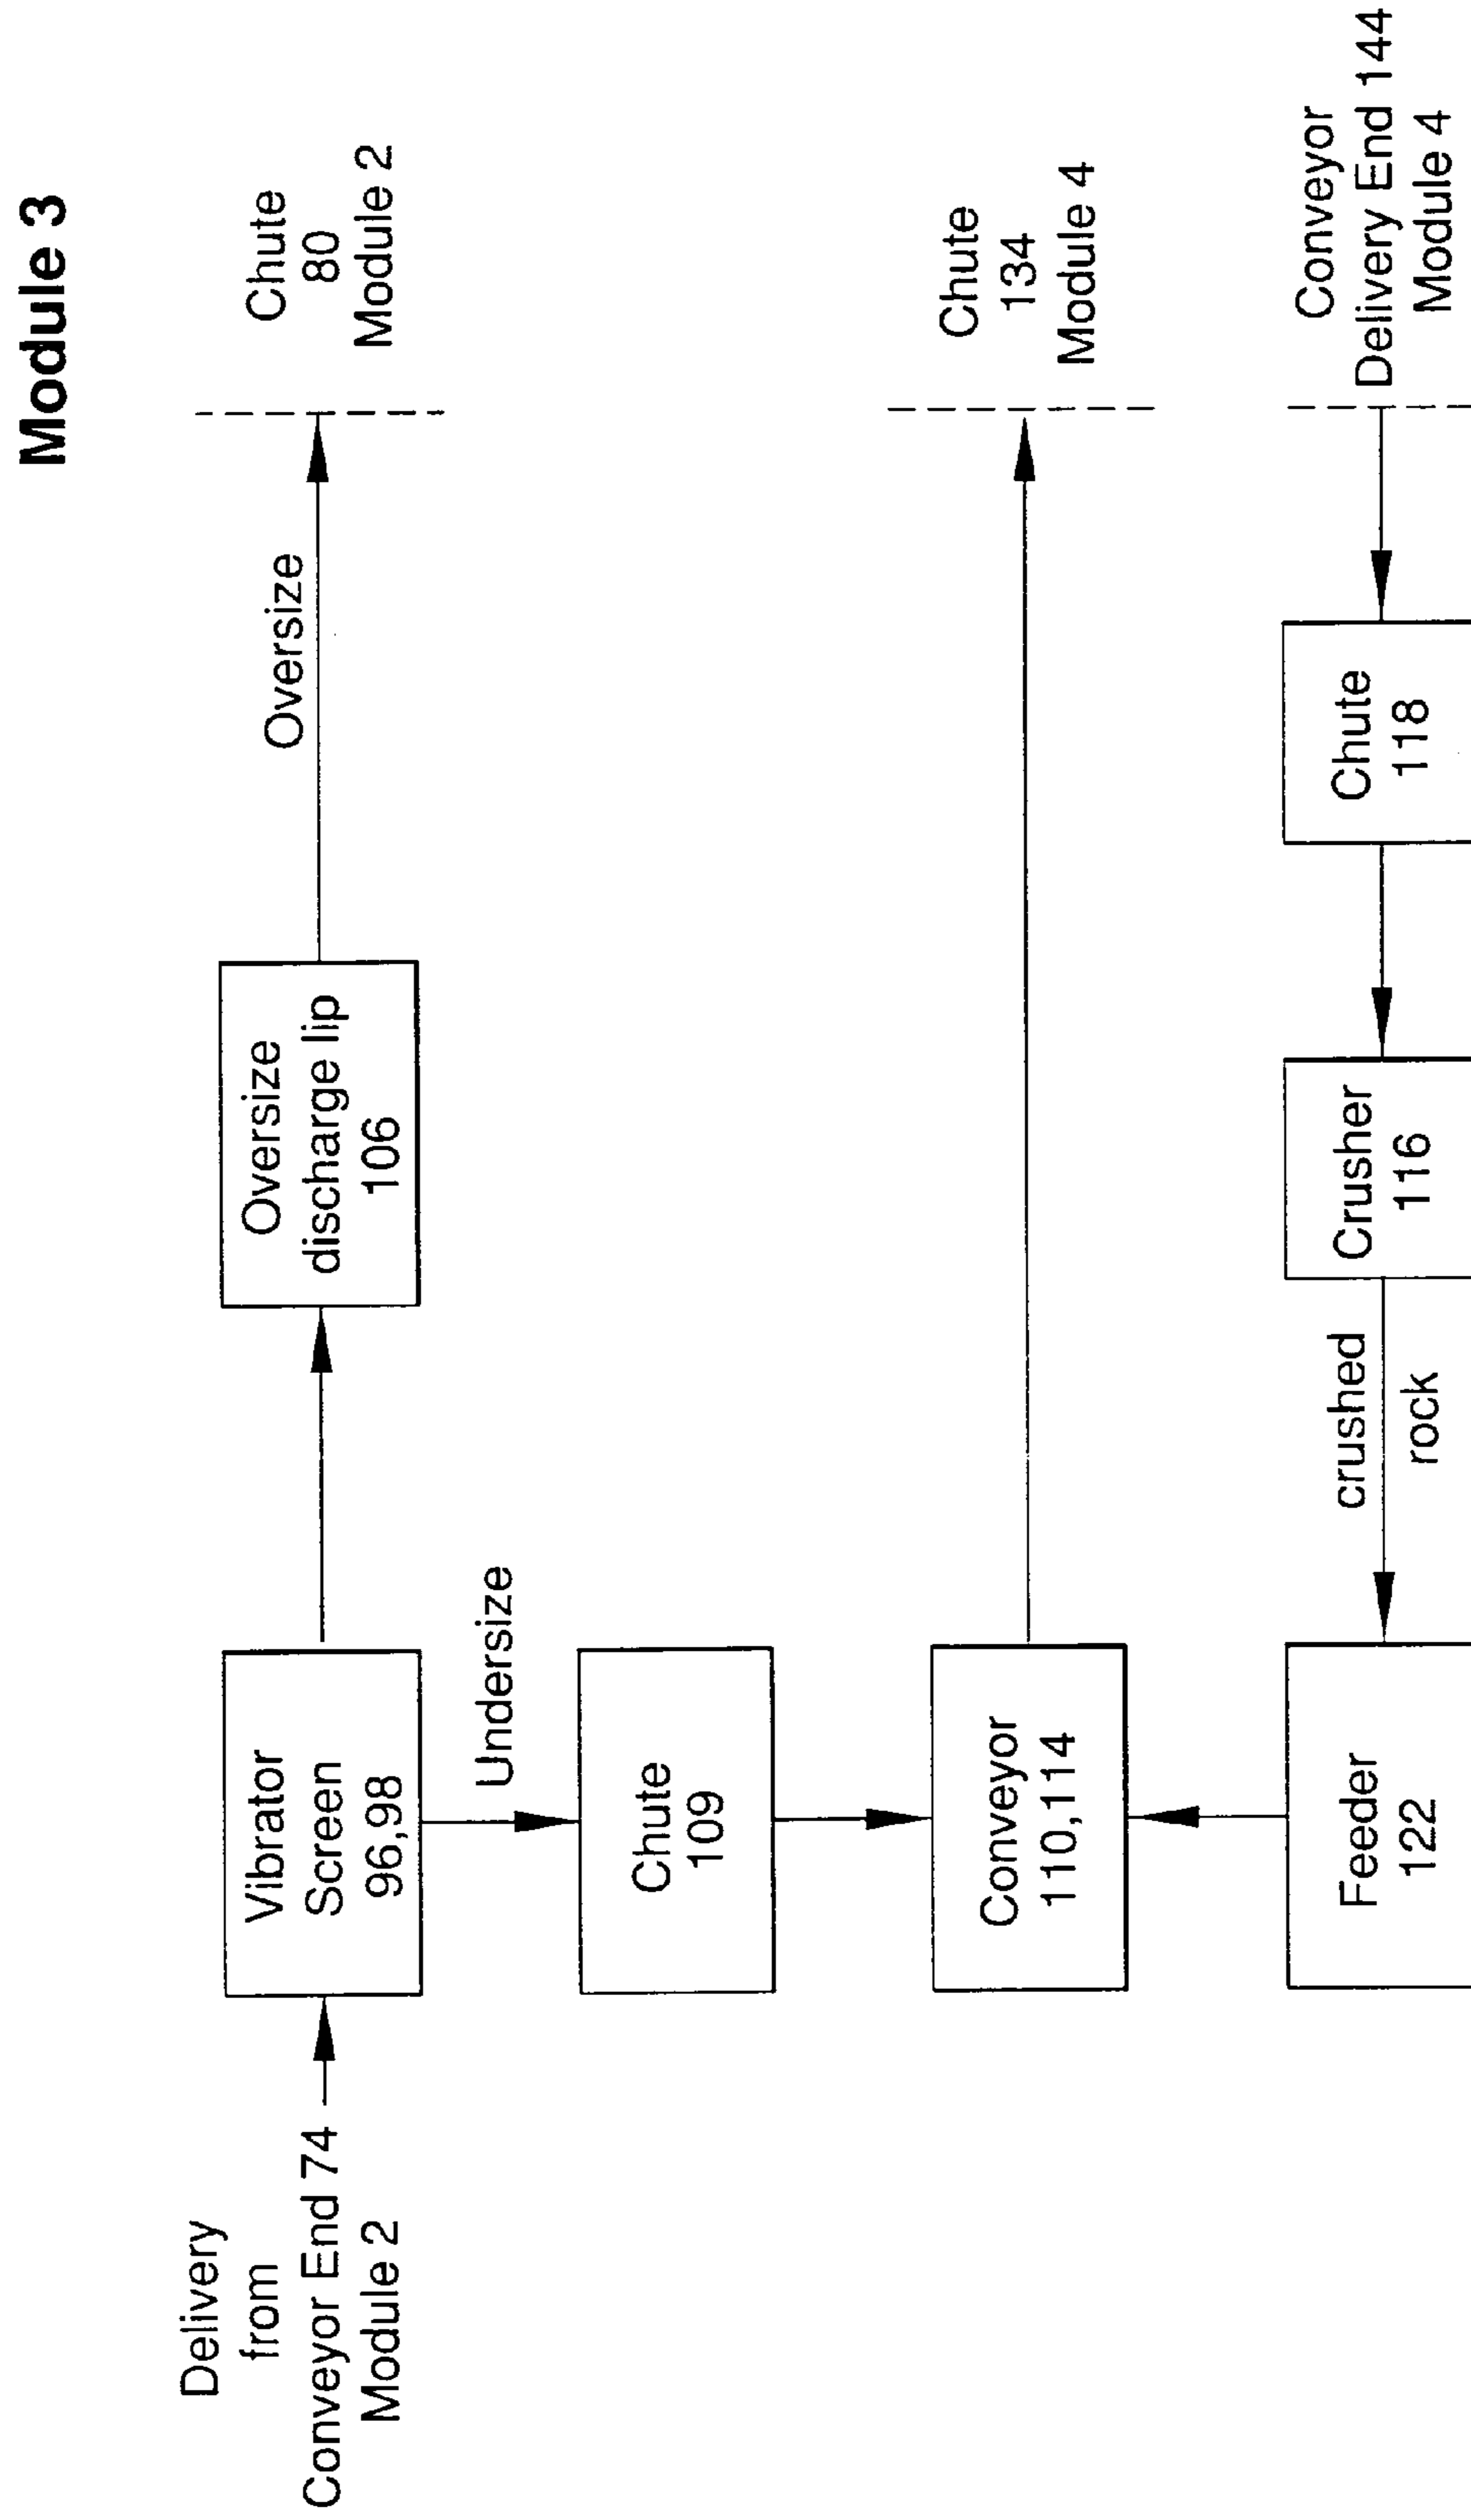 Module 3
Delivery
from
Conveyor End 74
Module 2
Vibrator
Screen
96,98
Oversize
discharge lip
106
Oversize
Chute
80
Module 2
Undersize
Chute
109
Conveyor
110,114
Chute
134
Module 4
Feeder
122
crushed
rock
Crusher
116
Chute
118
Conveyor
Delivery End 144
Module 4